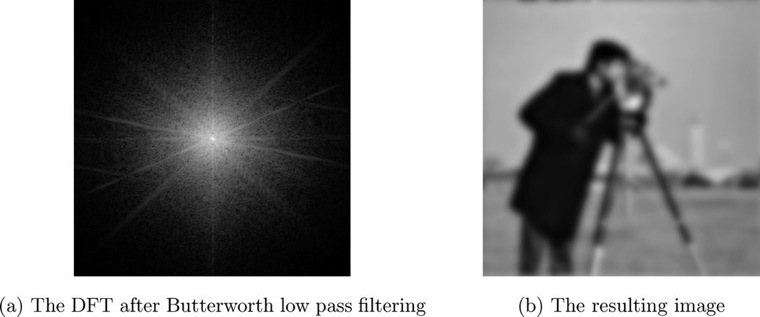 (a) The DFT after Butterworth low pass filtering
(b) The resulting image